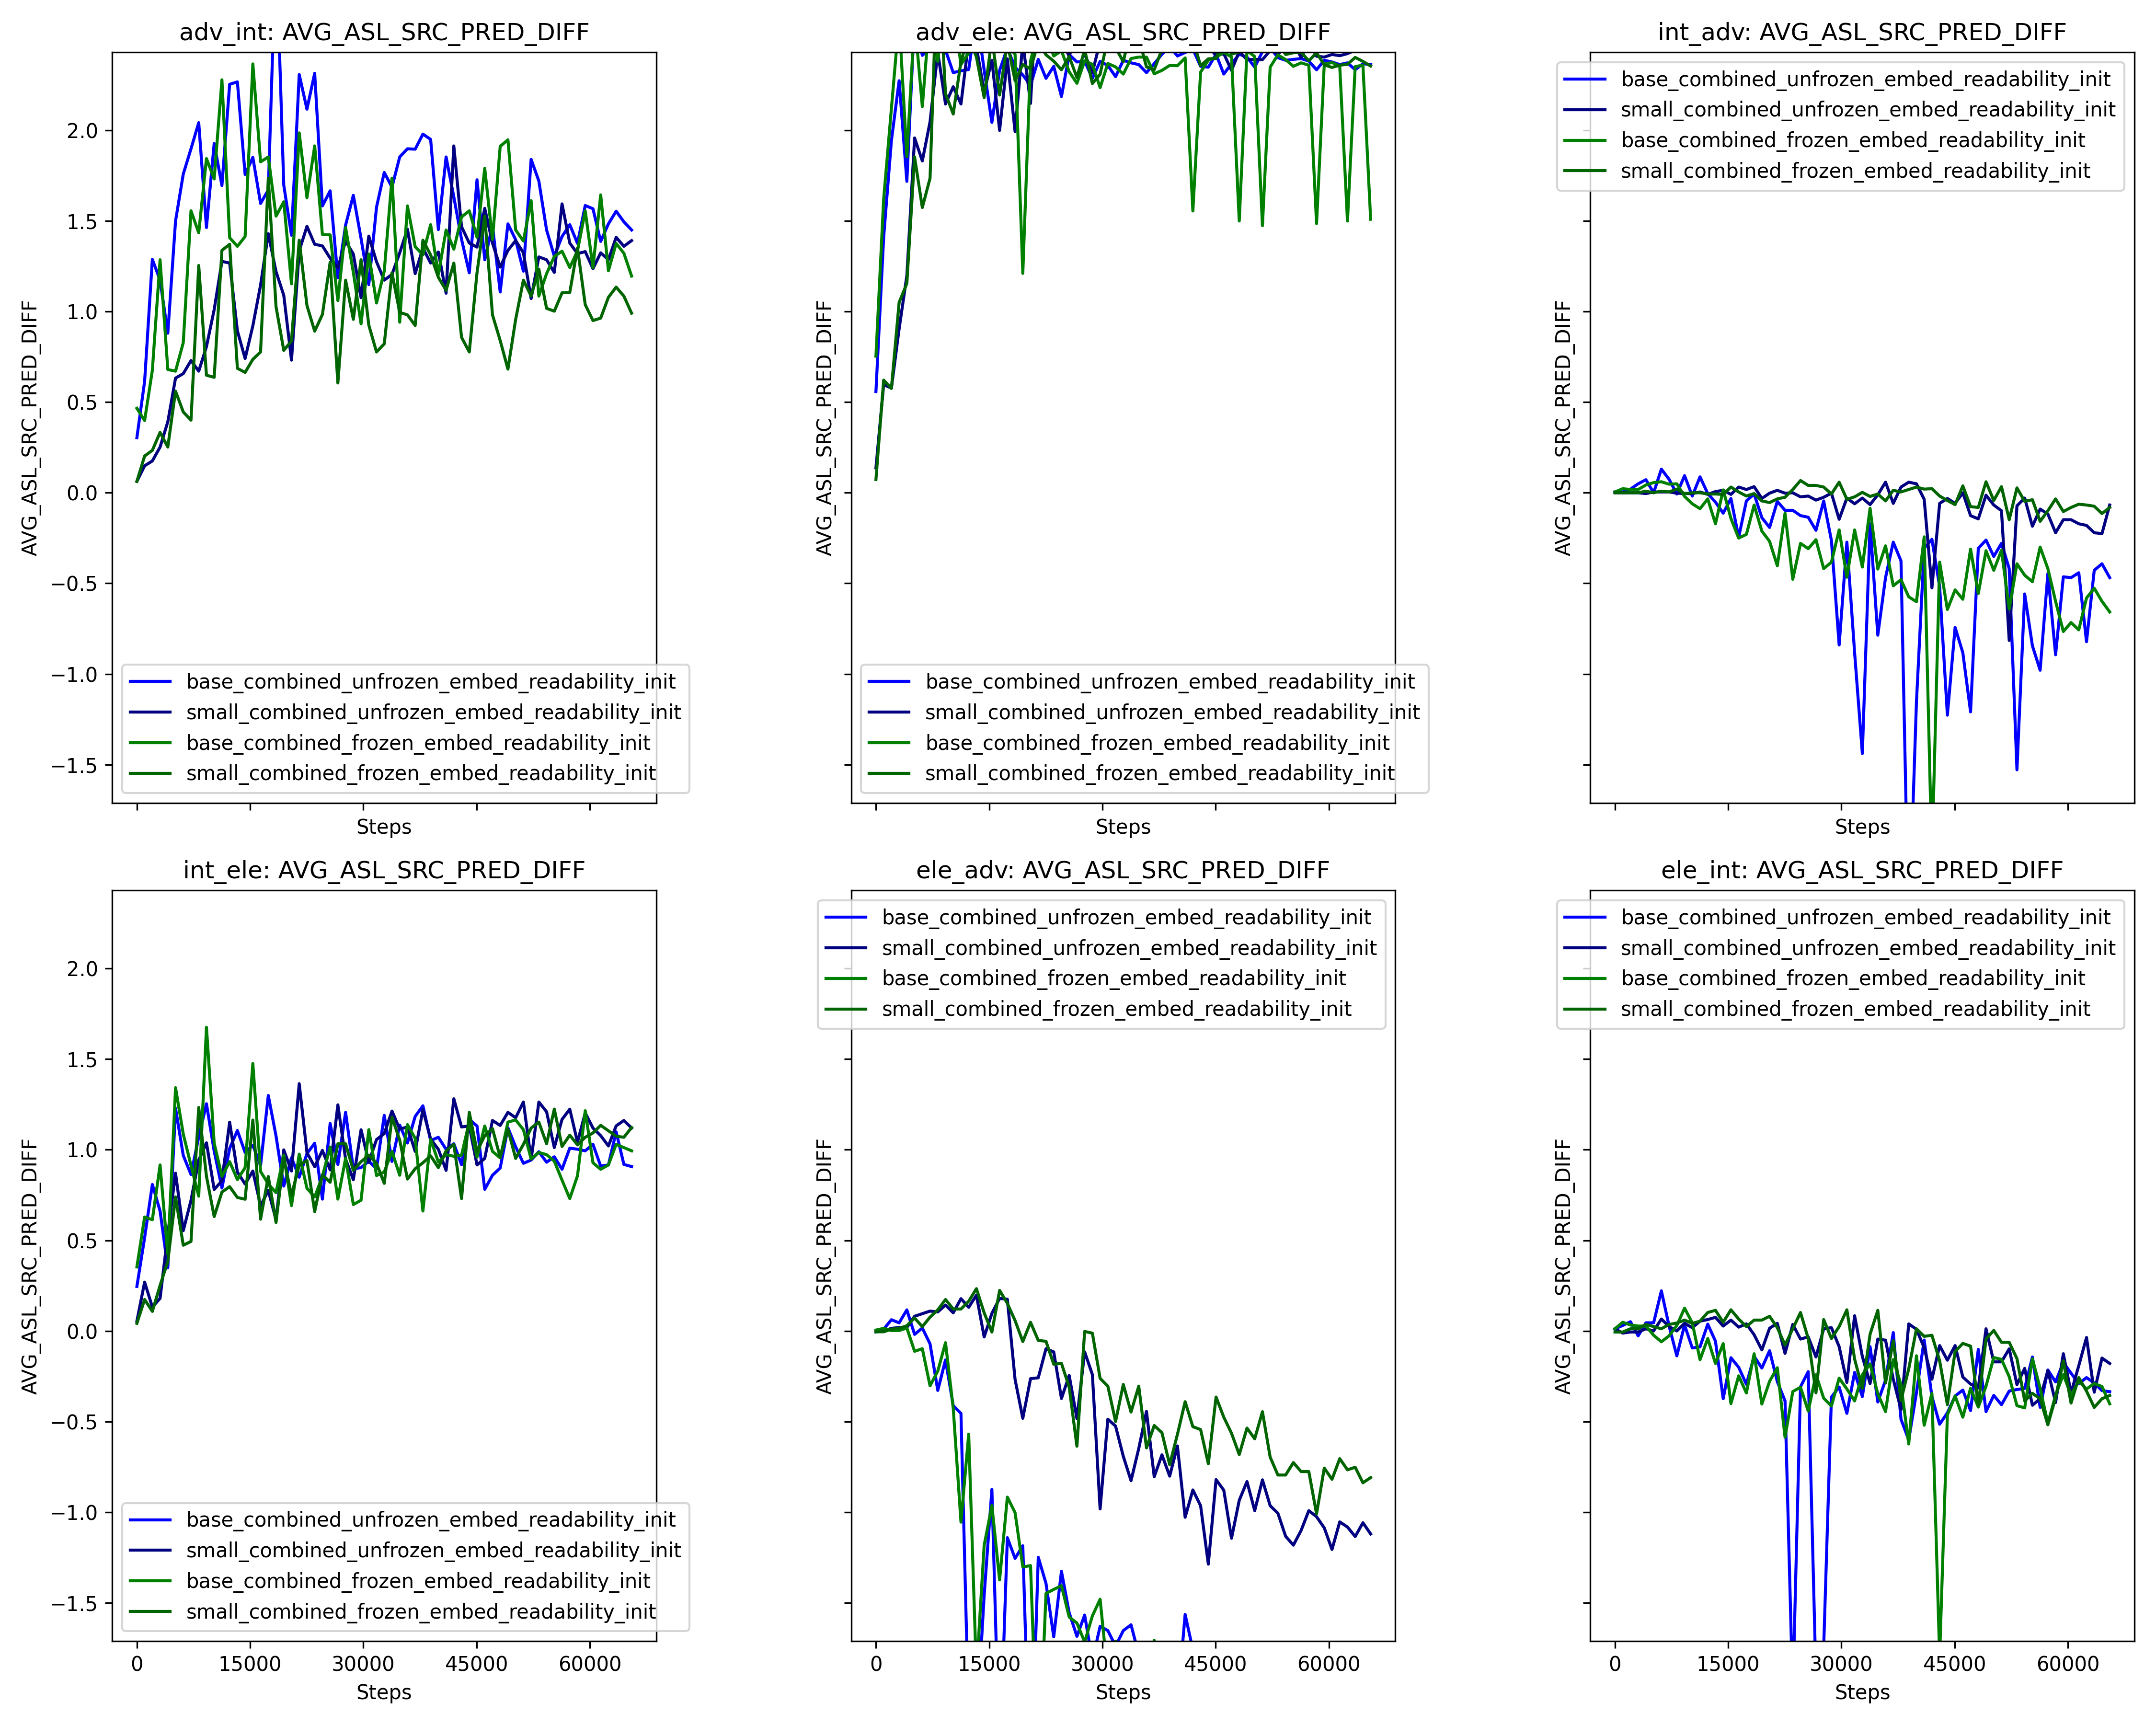 adv_int: AVG_ASL_SRC_PRED_DIFF
AVG_ASL_SRC_PRED_DIFF
2.0
1.5
1.0
0.5
0.0
−0.5
−1.0
−1.5
base_combined_unfrozen_embed_readability_init
small_combined_unfrozen_embed_readability_init
base_combined_frozen_embed_readability_init
small_combined_frozen_embed_readability_init
Steps
adv_ele: AVG_ASL_SRC_PRED_DIFF
AVG_ASL_SRC_PRED_DIFF
base_combined_unfrozen_embed_readability_init
small_combined_unfrozen_embed_readability_init
base_combined_frozen_embed_readability_init
small_combined_frozen_embed_readability_init
Steps
int_adv: AVG_ASL_SRC_PRED_DIFF
AVG_ASL_SRC_PRED_DIFF
base_combined_unfrozen_embed_readability_init
small_combined_unfrozen_embed_readability_init
base_combined_frozen_embed_readability_init
small_combined_frozen_embed_readability_init
Steps
int_ele: AVG_ASL_SRC_PRED_DIFF
AVG_ASL_SRC_PRED_DIFF
2.0
1.5
1.0
0.5
0.0
−0.5
−1.0
−1.5
base_combined_unfrozen_embed_readability_init
small_combined_unfrozen_embed_readability_init
base_combined_frozen_embed_readability_init
small_combined_frozen_embed_readability_init
0 15000 30000 45000 60000
Steps
ele_adv: AVG_ASL_SRC_PRED_DIFF
AVG_ASL_SRC_PRED_DIFF
base_combined_unfrozen_embed_readability_init
small_combined_unfrozen_embed_readability_init
base_combined_frozen_embed_readability_init
small_combined_frozen_embed_readability_init
0 15000 30000 45000 60000
Steps
ele_int: AVG_ASL_SRC_PRED_DIFF
AVG_ASL_SRC_PRED_DIFF
base_combined_unfrozen_embed_readability_init
small_combined_unfrozen_embed_readability_init
base_combined_frozen_embed_readability_init
small_combined_frozen_embed_readability_init
0 15000 30000 45000 60000
Steps